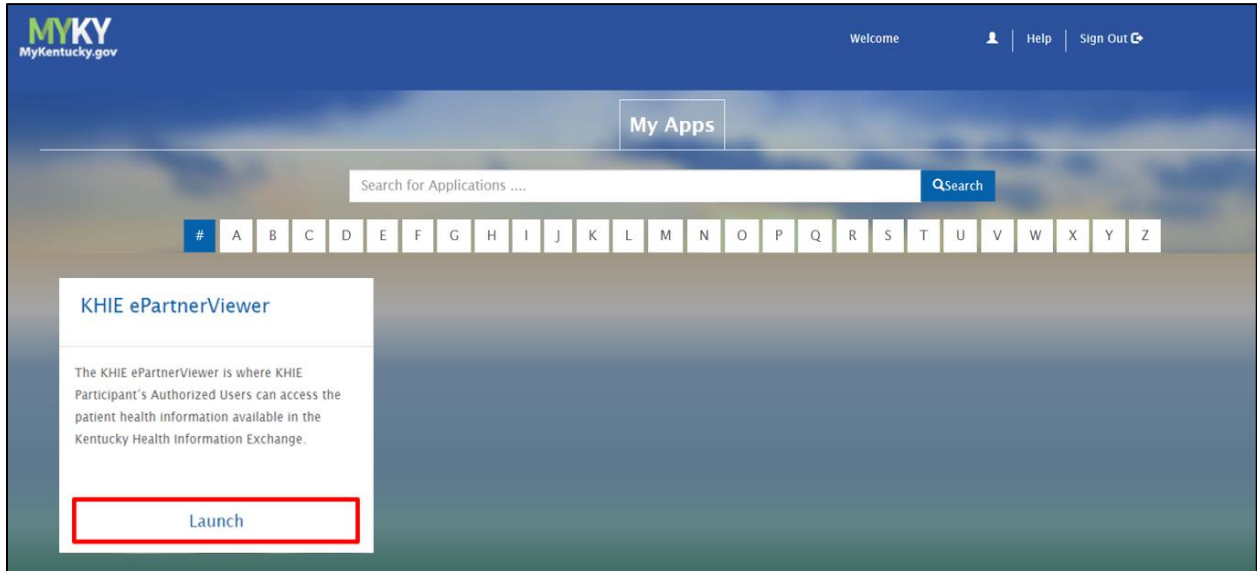 MYKY
MyKentucky.gov
Welcome
Help
Sign Out
My Apps
Search for Applications ....
Search
# A B C D E F G H I J K L M N O P Q R S T U V W X Y Z
KHIE ePartnerViewer
The KHIE ePartnerViewer is where KHIE
Participant's Authorized Users can access the
patient health information available in the
Kentucky Health Information Exchange.
Launch